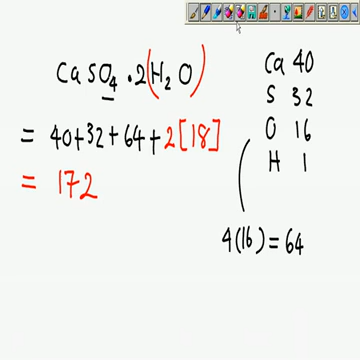 CaSO4 . 2(H2O)
= 40+32+64+2[18]
= 172
Ca 40
S 32
O 16
H 1
4(16) = 64